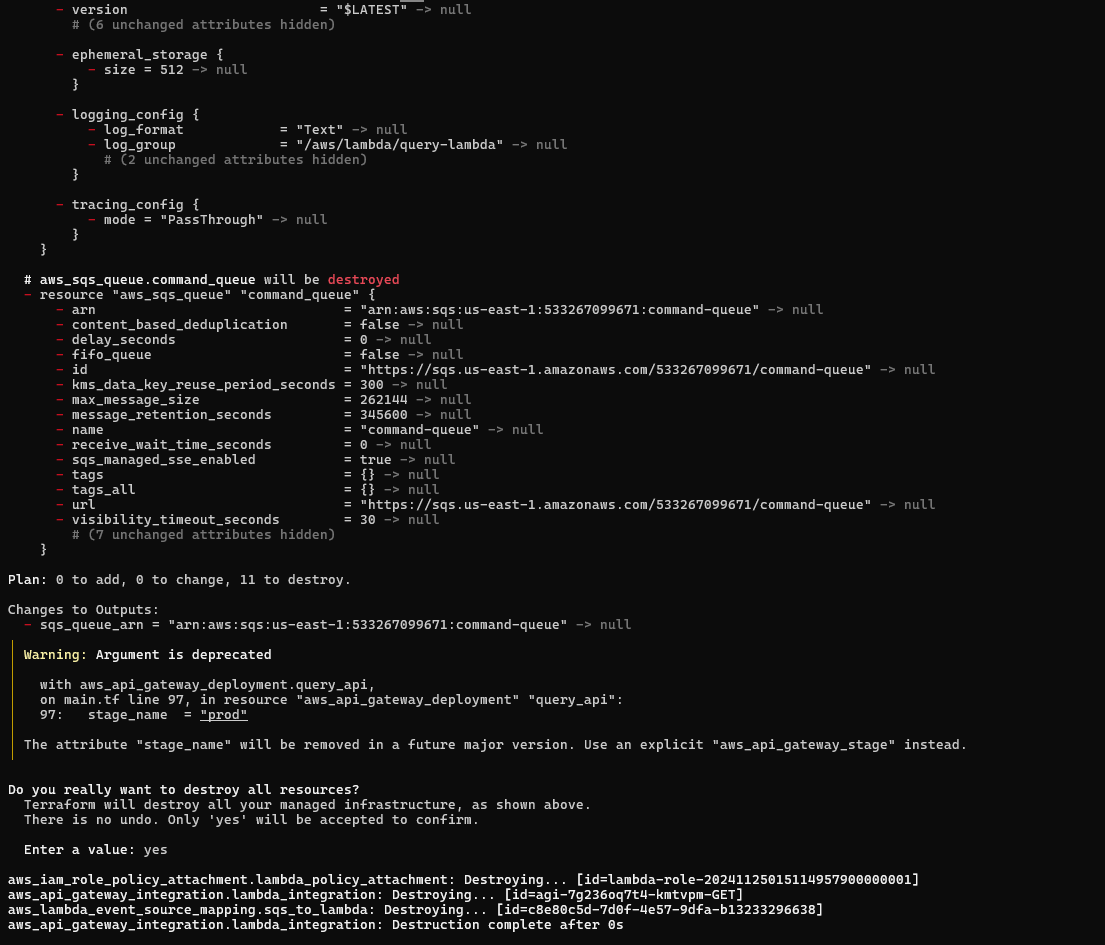 - version                        = "$LATEST" -> null
# (6 unchanged attributes hidden)
- ephemeral_storage {
- size = 512 -> null
}
- logging_config {
- log_format            = "Text" -> null
- log_group             = "/aws/lambda/query-lambda" -> null
# (2 unchanged attributes hidden)
}
- tracing_config {
- mode = "PassThrough" -> null
}
}
# aws_sqs_queue.command_queue will be destroyed
- resource "aws_sqs_queue" "command_queue" {
- arn                               = "arn:aws:sqs:us-east-1:533267099671:command-queue" -> null
- content_based_deduplication       = false -> null
- delay_seconds                     = 0 -> null
- fifo_queue                        = false -> null
- id                                = "https://sqs.us-east-1.amazonaws.com/533267099671/command-queue" -> null
- kms_data_key_reuse_period_seconds = 300 -> null
- max_message_size                  = 262144 -> null
- message_retention_seconds         = 345600 -> null
- name                              = "command-queue" -> null
- receive_wait_time_seconds         = 0 -> null
- sqs_managed_sse_enabled           = true -> null
- tags                              = {} -> null
- tags_all                          = {} -> null
- url                               = "https://sqs.us-east-1.amazonaws.com/533267099671/command-queue" -> null
- visibility_timeout_seconds        = 30 -> null
# (7 unchanged attributes hidden)
}
Plan: 0 to add, 0 to change, 11 to destroy.
Changes to Outputs:
- sqs_queue_arn = "arn:aws:sqs:us-east-1:533267099671:command-queue" -> null
Warning: Argument is deprecated
with aws_api_gateway_deployment.query_api,
on main.tf line 97, in resource "aws_api_gateway_deployment" "query_api":
97:   stage_name  = "prod"
The attribute "stage_name" will be removed in a future major version. Use an explicit "aws_api_gateway_stage" instead.
Do you really want to destroy all resources?
Terraform will destroy all your managed infrastructure, as shown above.
There is no undo. Only 'yes' will be accepted to confirm.
Enter a value: yes
aws_iam_role_policy_attachment.lambda_policy_attachment: Destroying... [id=lambda-role-20241125015114957900000001]
aws_api_gateway_integration.lambda_integration: Destroying... [id=agi-7g236oq7t4-kmtvpm-GET]
aws_lambda_event_source_mapping.sqs_to_lambda: Destroying... [id=c8e80c5d-7d0f-4e57-9dfa-b13233296638]
aws_api_gateway_integration.lambda_integration: Destruction complete after 0s